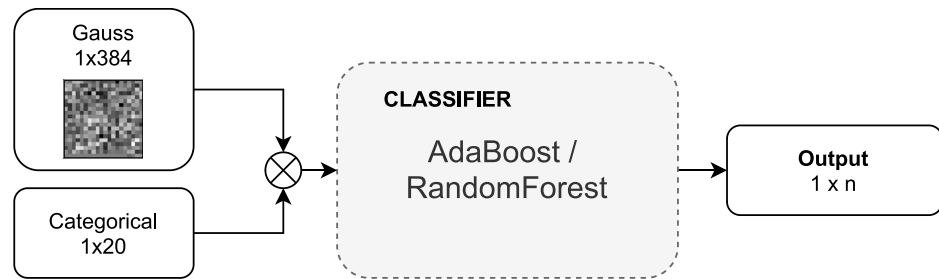 Gauss
1x384
Categorical
1x20
CLASSIFIER
AdaBoost /
RandomForest
Output
1 x n